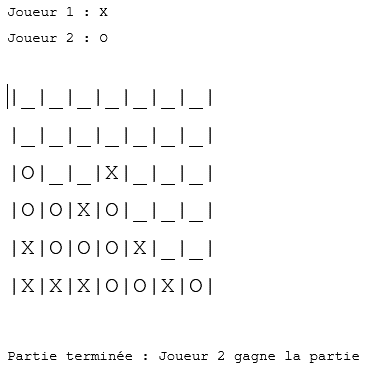 Joueur 1 : X
Joueur 2 : O
|_|_|_|_|_|_|_|
|_|_|_|_|_|_|_|
|O|_|_|X|_|_|_|
|O|O|X|O|_|_|_|
|X|O|O|O|X|_|_|
|X|X|X|O|O|X|O|
Partie terminée : Joueur 2 gagne la partie